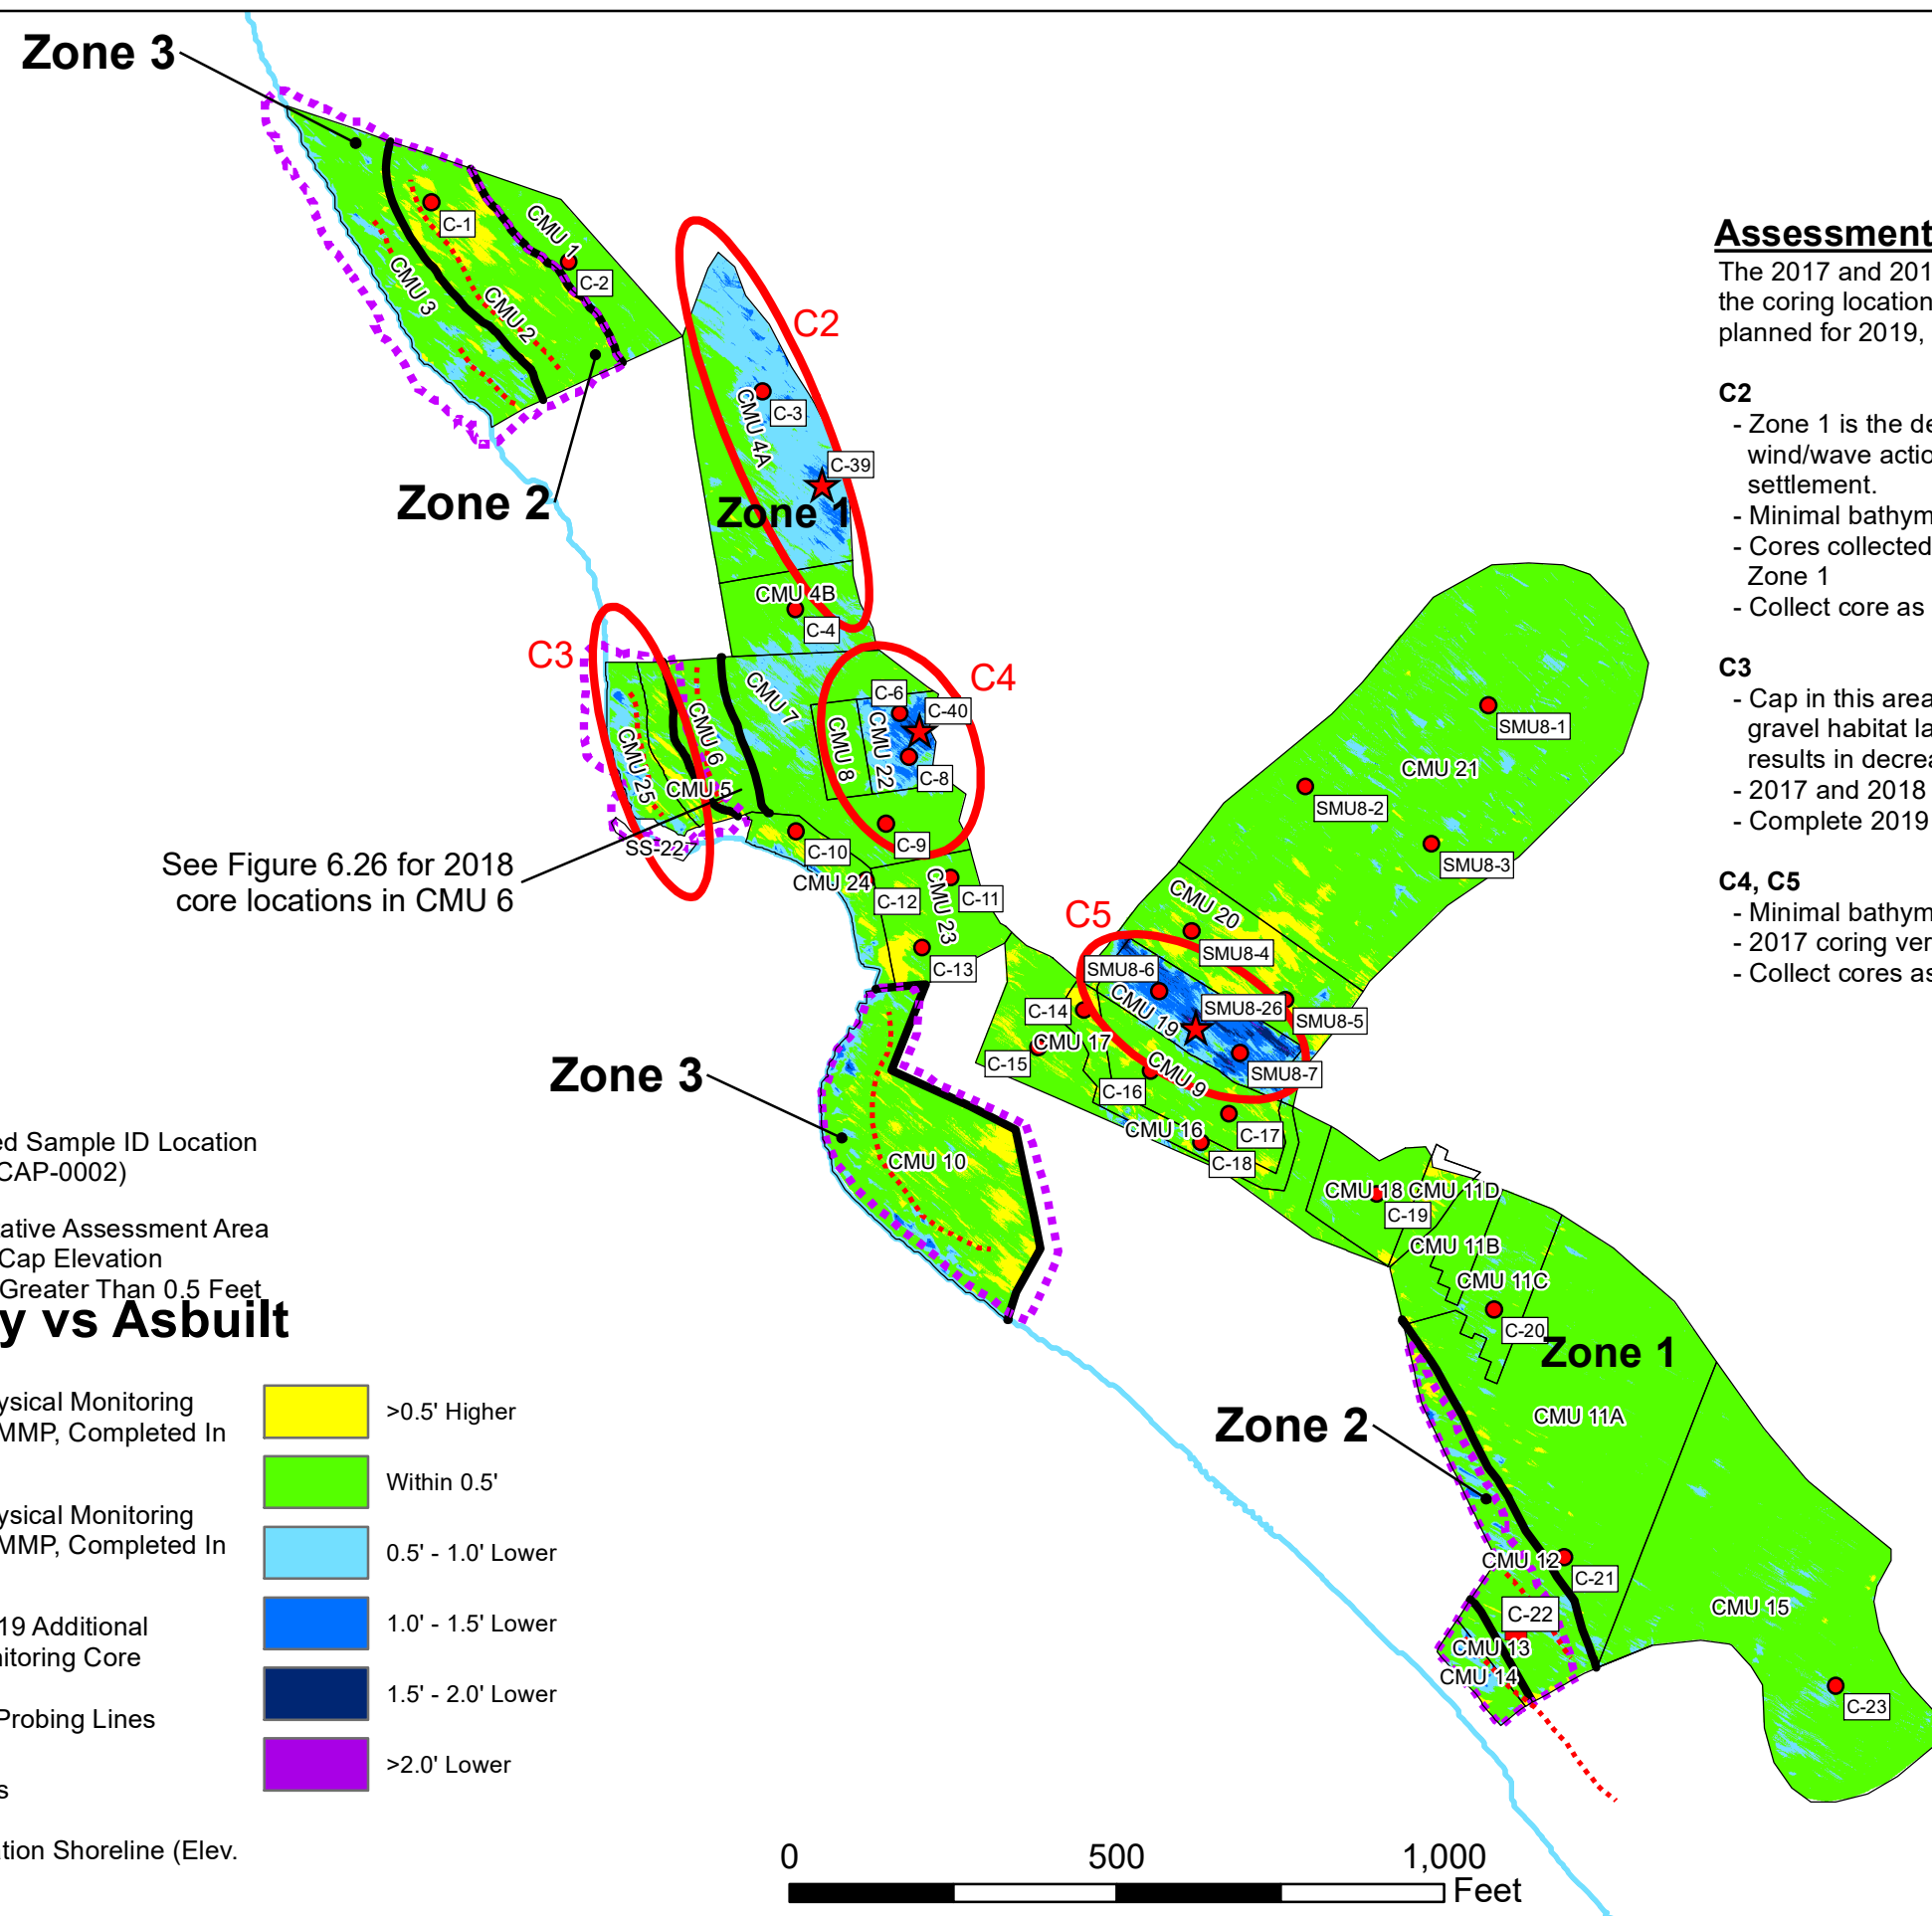 Zone 3
C-1
CMU 1
C-2
CMU 3
CMU 2
Zone 2
C2
C-3
CMU 4A
C-39
Zone 1
CMU 4B
C-4
C3
C4
CMU 7
C-6
C-40
CMU 6
CMU 8
CMU 22
C-8
CMU 25
CMU 5
SS-22
C-10
C-9
See Figure 6.26 for 2018
core locations in CMU 6
CMU 24
C-12
CMU 23
C-11
C-13
SMU8-1
CMU 21
SMU8-2
SMU8-3
CMU 20
C5
SMU8-4
SMU8-6
CMU 19
SMU8-26
SMU8-5
C-14
CMU 17
C-15
SMU8-7
CMU 9
C-16
CMU 16
C-17
C-18
Zone 3
CMU 10
CMU 18
CMU 11D
C-19
CMU 11B
CMU 11C
C-20
Zone 1
Zone 2
CMU 11A
CMU 12
C-21
C-22
CMU 13
CMU 14
CMU 15
C-23
Assessment
The 2017 and 201
the coring location
planned for 2019,
C2
- Zone 1 is the de
wind/wave actio
settlement.
- Minimal bathym
- Cores collected
Zone 1
- Collect core as
C3
- Cap in this area
gravel habitat la
results in decrea
- 2017 and 2018
- Complete 2019
C4, C5
- Minimal bathym
- 2017 coring ver
- Collect cores as
ed Sample ID Location
CAP-0002)
ative Assessment Area
Cap Elevation
Greater Than 0.5 Feet
y vs Asbuilt
ysical Monitoring
MMP, Completed In
ysical Monitoring
MMP, Completed In
19 Additional
nitoring Core
Probing Lines
s
ation Shoreline (Elev.
>0.5' Higher
Within 0.5'
0.5' - 1.0' Lower
1.0' - 1.5' Lower
1.5' - 2.0' Lower
>2.0' Lower
0 500 1,000
Feet